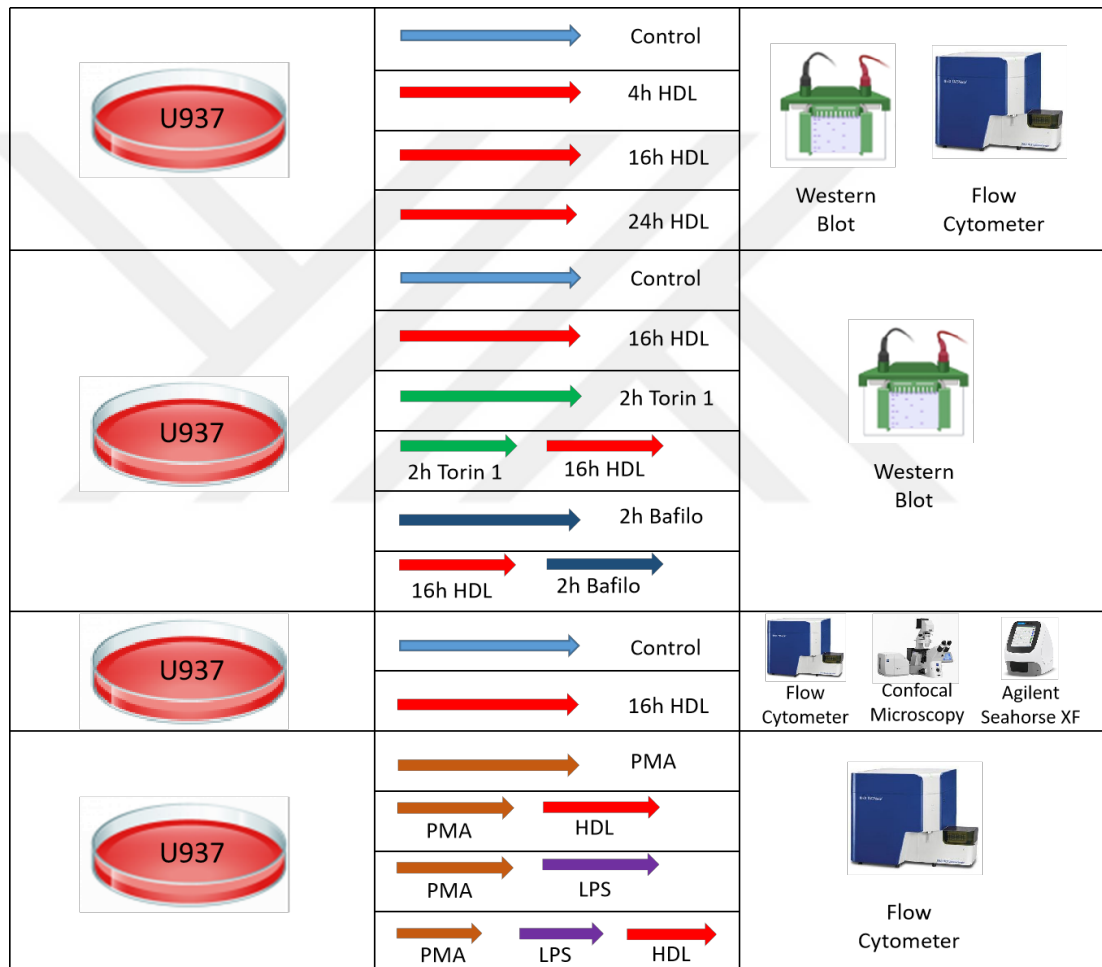 U937
Control
4h HDL
16h HDL
24h HDL
Western
Blot
Flow
Cytometer
U937
Control
16h HDL
2h Torin 1
2h Torin 1
16h HDL
2h Bafilo
16h HDL
2h Bafilo
Western
Blot
U937
Control
16h HDL
Flow
Cytometer
Confocal
Microscopy
Agilent
Seahorse XF
U937
PMA
PMA
HDL
PMA
LPS
PMA
LPS
HDL
Flow
Cytometer